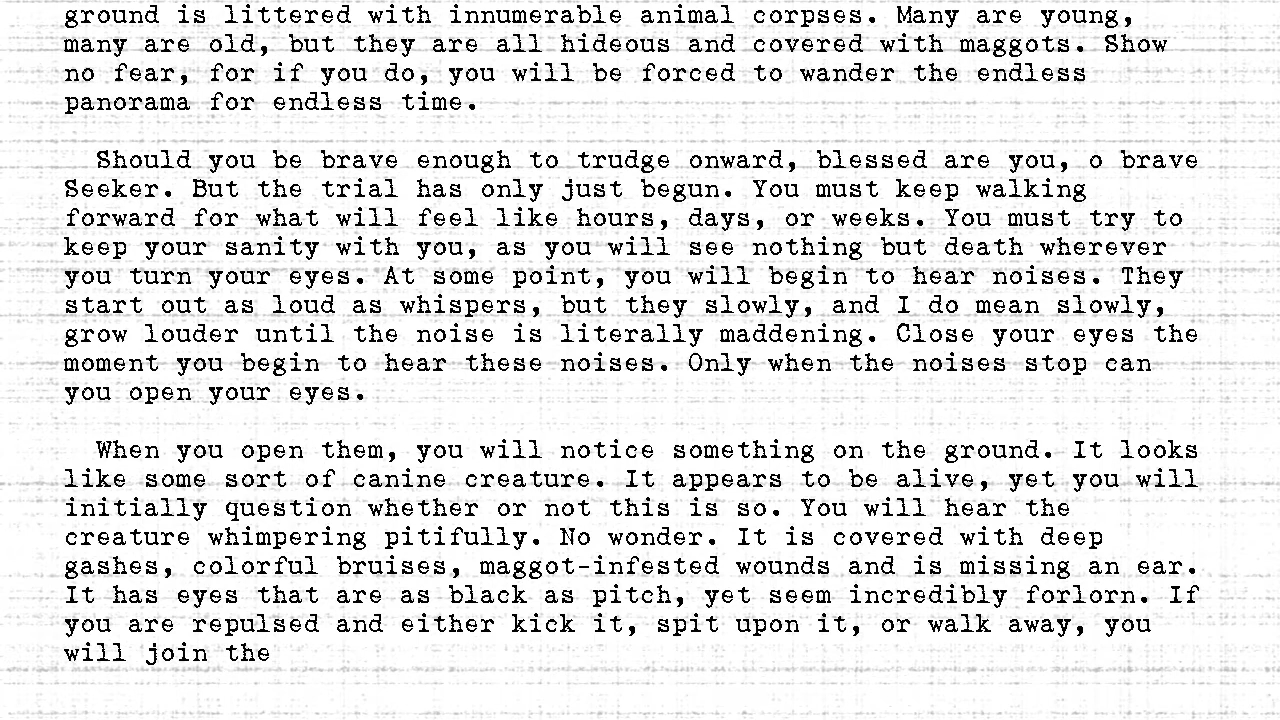 ground is littered with innumerable animal corpses. Many are young,
many are old, but they are all hideous and covered with maggots. Show
no fear, for if you do, you will be forced to wander the endless
panorama for endless time.
Should you be brave enough to trudge onward, blessed are you, o brave
Seeker. But the trial has only just begun. You must keep walking
forward for what will feel like hours, days, or weeks. You must try to
keep your sanity with you, as you will see nothing but death wherever
you turn your eyes. At some point, you will begin to hear noises. They
start out as loud as whispers, but they slowly, and I do mean slowly,
grow louder until the noise is literally maddening. Close your eyes the
moment you begin to hear these noises. Only when the noises stop can
you open your eyes.
When you open them, you will notice something on the ground. It looks
like some sort of canine creature. It appears to be alive, yet you will
initially question whether or not this is so. You will hear the
creature whimpering pitifully. No wonder. It is covered with deep
gashes, colorful bruises, maggot-infested wounds and is missing an ear.
It has eyes that are as black as pitch, yet seem incredibly forlorn. If
you are repulsed and either kick it, spit upon it, or walk away, you
will join the